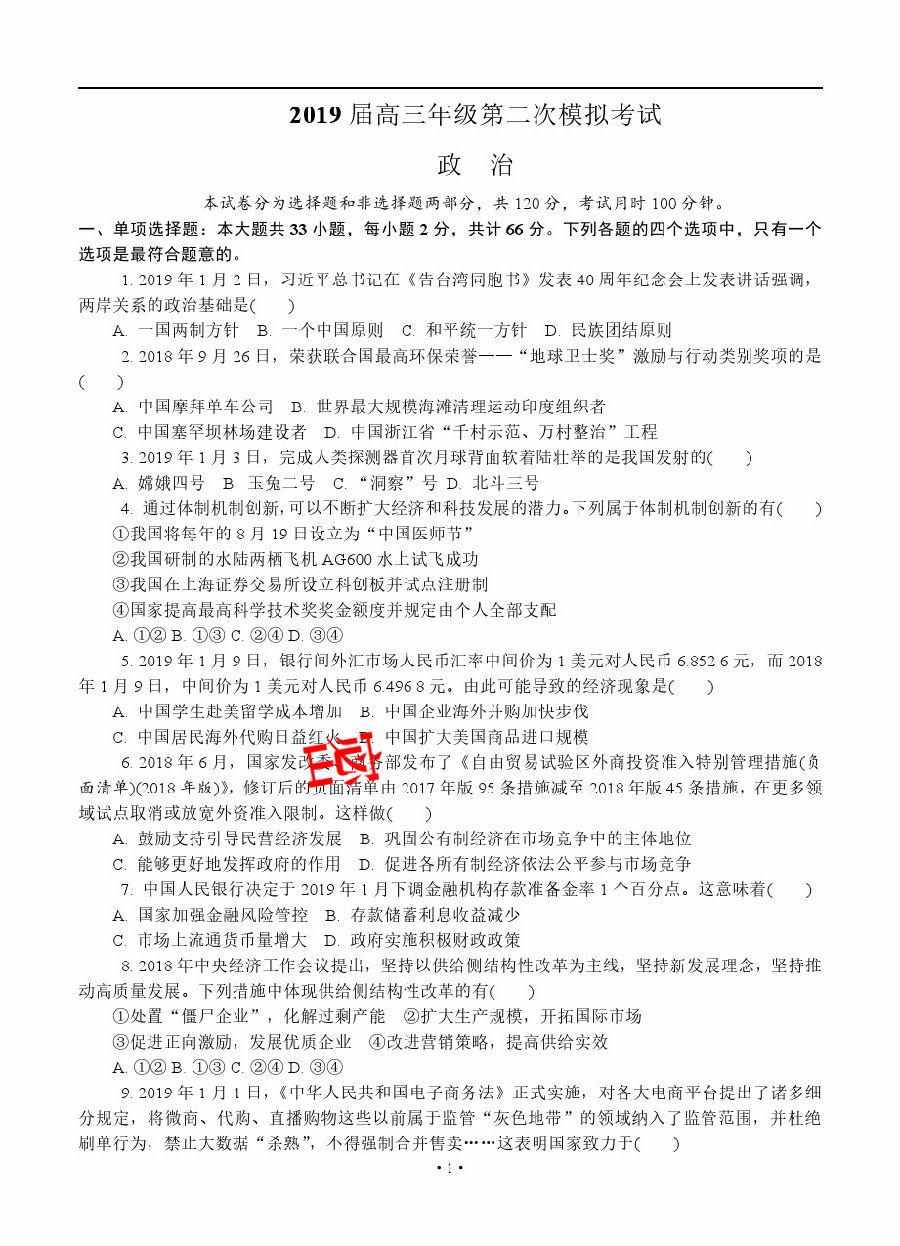 2019 届高三年级第二次模拟考试
政 治
本试卷分为选择题和非选择题两部分，共 120 分，考试月时 100 分钟。
一、单项选择题：本大题共 33 小题，每小题 2 分，共计 66 分。下列各题的四个选项中，只有一个
选项是最符合题意的。
1. 2019 年 1 月 2 日，习近平总书记在《告台湾同胞书》发表 40 周年纪念会上发表讲话强调，
两岸关系的政治基础是(  )
A. 一国两制方针 B. 一个中国原则 C. 和平统一方针 D. 民族团结原则
2. 2018 年 9 月 26 日，荣获联合国最高环保荣誉——“地球卫士奖”激励与行动类别奖项的是
(  )
A. 中国摩拜单车公司 B. 世界最大规模海滩清理运动印度组织者
C. 中国塞罕坝林场建设者 D. 中国浙江省“千村示范、万村整治”工程
3. 2019 年 1 月 3 日，完成人类探测器首次月球背面软着陆壮举的是我国发射的(  )
A. 嫦娥四号 B 玉兔二号 C. “洞察”号 D. 北斗三号
4. 通过体制机制创新，可以不断扩大经济和科技发展的潜力。下列属于体制机制创新的有(  )
①我国将每年的 8 月 19 日设立为“中国医师节”
②我国研制的水陆两栖飞机 AG600 水上试飞成功
③我国在上海证券交易所设立科创板并试点注册制
④国家提高最高科学技术奖奖金额度并规定由个人全部支配
A. ①② B. ①③ C. ②④ D. ③④
5. 2019 年 1 月 9 日，银行间外汇市场人民币汇率中间价为 1 美元对人民币 6.852 6 元，而 2018
年 1 月 9 日，中间价为 1 美元对人民币 6.496 8 元。由此可能导致的经济现象是(  )
A. 中国学生赴美留学成本增加 B. 中国企业海外并购加快步伐
C. 中国居民海外代购日益红火 D. 中国扩大美国商品进口规模
6. 2018 年 6 月，国家发改委、商务部发布了《自由贸易试验区外商投资准入特别管理措施(负
面清单)(2018 年版)》，修订后的负面清单由 2017 年版 95 条措施减至 2018 年版 45 条措施，在更多领
域试点取消或放宽外资准入限制。这样做(  )
A. 鼓励支持引导民营经济发展 B. 巩固公有制经济在市场竞争中的主体地位
C. 能够更好地发挥政府的作用 D. 促进各所有制经济依法公平参与市场竞争
7. 中国人民银行决定于 2019 年 1 月下调金融机构存款准备金率 1 个百分点。这意味着(  )
A. 国家加强金融风险管控 B. 存款储蓄利息收益减少
C. 市场上流通货币量增大 D. 政府实施积极财政政策
8. 2018 年中央经济工作会议提出，坚持以供给侧结构性改革为主线，坚持新发展理念，坚持推
动高质量发展。下列措施中体现供给侧结构性改革的有(  )
①处置“僵尸企业”，化解过剩产能 ②扩大生产规模，开拓国际市场
③促进正向激励，发展优质企业 ④改进营销策略，提高供给实效
A. ①② B. ①③ C. ②④ D. ③④
9. 2019 年 1 月 1 日，《中华人民共和国电子商务法》正式实施，对各大电商平台提出了诸多细
分规定，将微商、代购、直播购物这些以前属于监管“灰色地带”的领域纳入了监管范围，并杜绝
刷单行为，禁止大数据“杀熟”，不得强制合并售卖……这表明国家致力于(  )
·1·